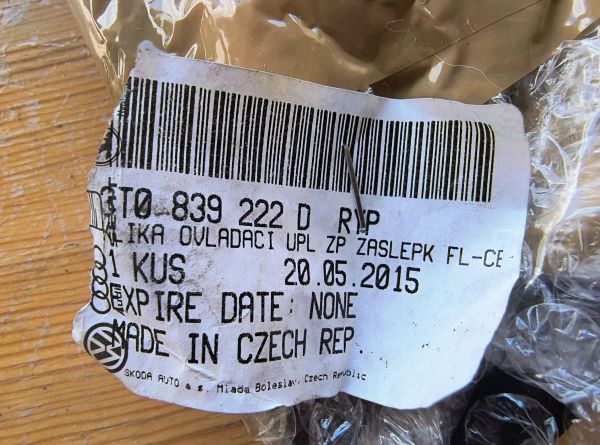 3T0 839 222 D RYP
KLIKA OVLADACI UPL ZP ZASLEPK FL-CE
1 KUS 20.05.2015
EXPIRE DATE: NONE
MADE IN CZECH REP.
SKODA AUTO a.s. Mlada Boleslav, Czech Republic